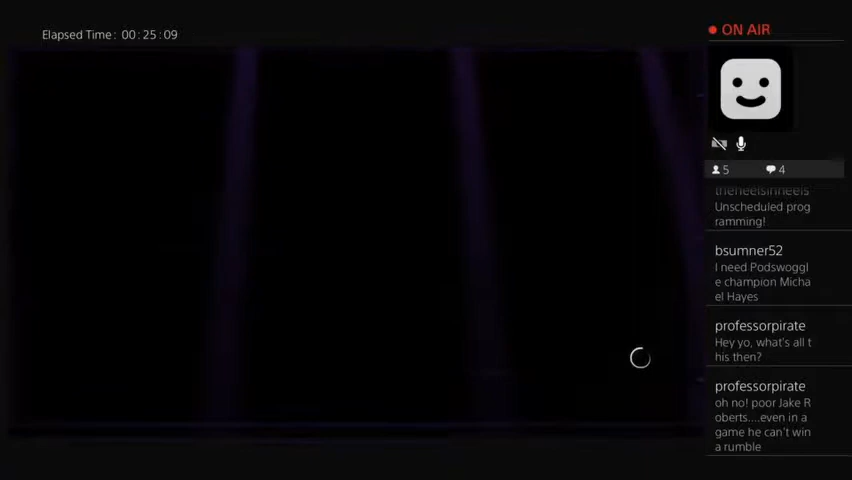 Elapsed Time: 00:25:09
ON AIR
5
4
theheelsinheels
Unscheduled prog
ramming!
bsumner52
I need Podswoggl
e champion Micha
el Hayes
professorpirate
Hey yo, what's all t
his then?
professorpirate
oh no! poor Jake R
oberts....even in a
game he can't win
a rumble